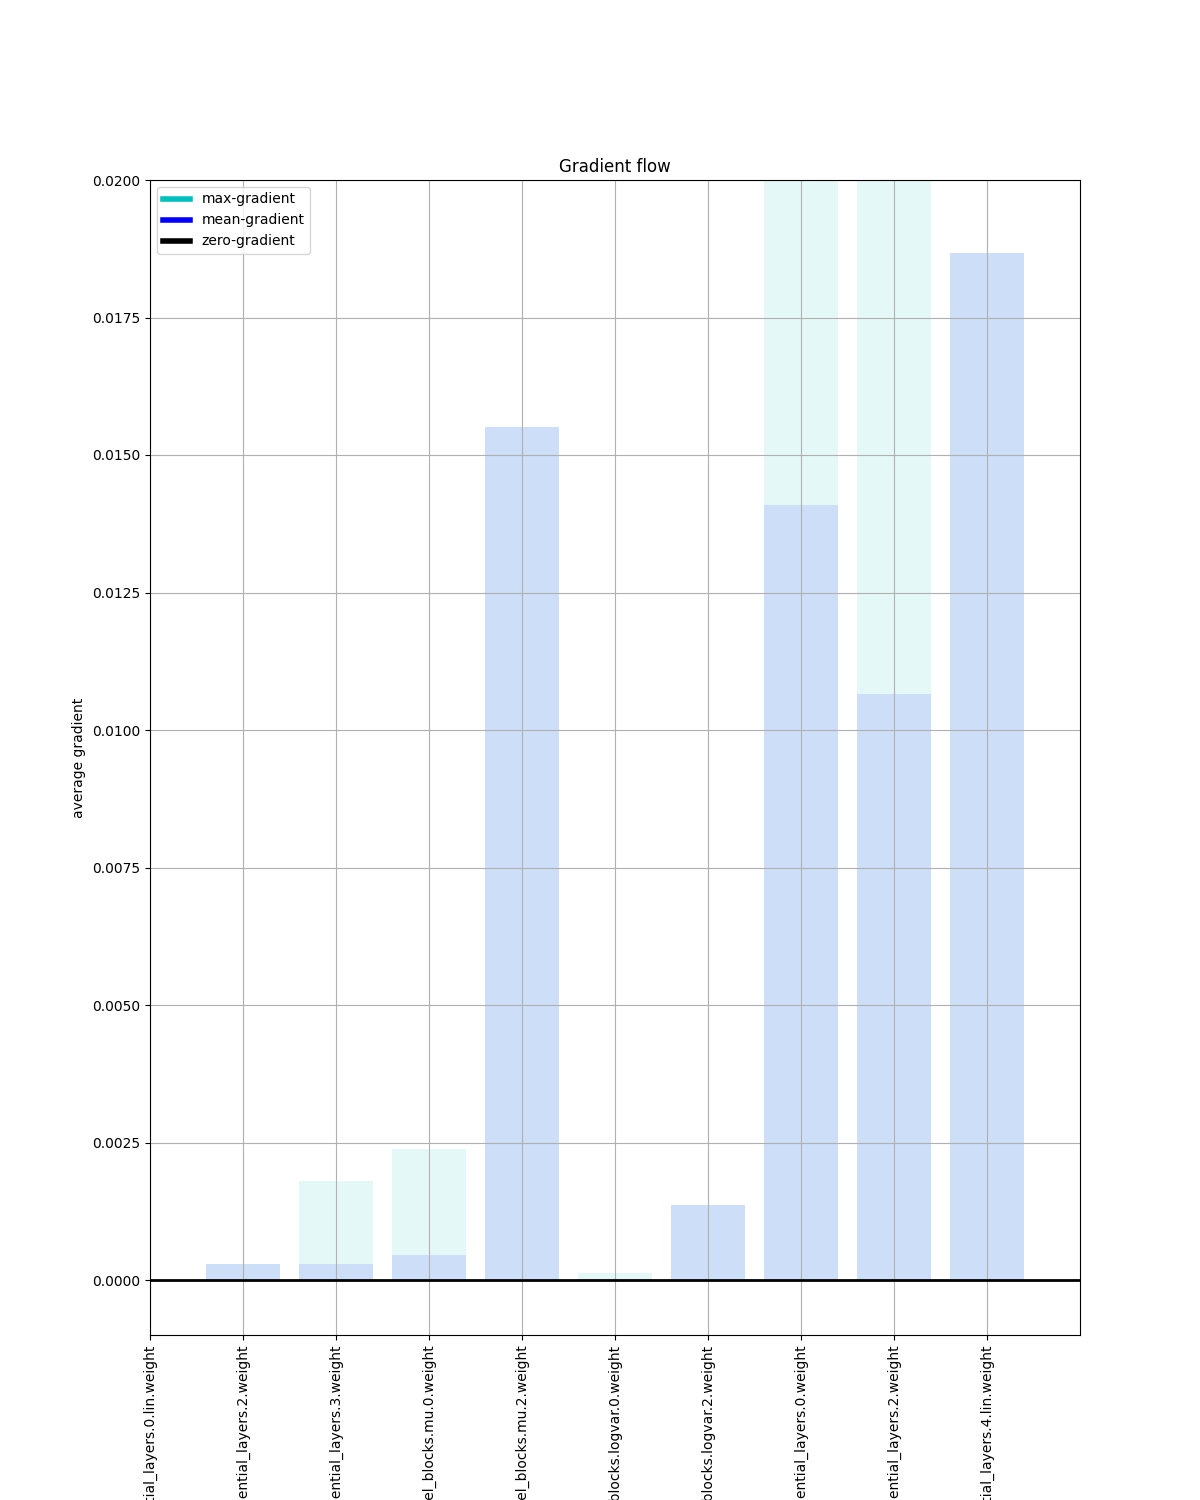 Gradient flow
max-gradient
mean-gradient
zero-gradient
0.0200
0.0175
0.0150
0.0125
0.0100
0.0075
0.0050
0.0025
0.0000
average gradient
tial_layers.0.lin.weight
ential_layers.2.weight
ential_layers.3.weight
el_blocks.mu.0.weight
el_blocks.mu.2.weight
blocks.logvar.0.weight
blocks.logvar.2.weight
ential_layers.0.weight
ential_layers.2.weight
tial_layers.4.lin.weight